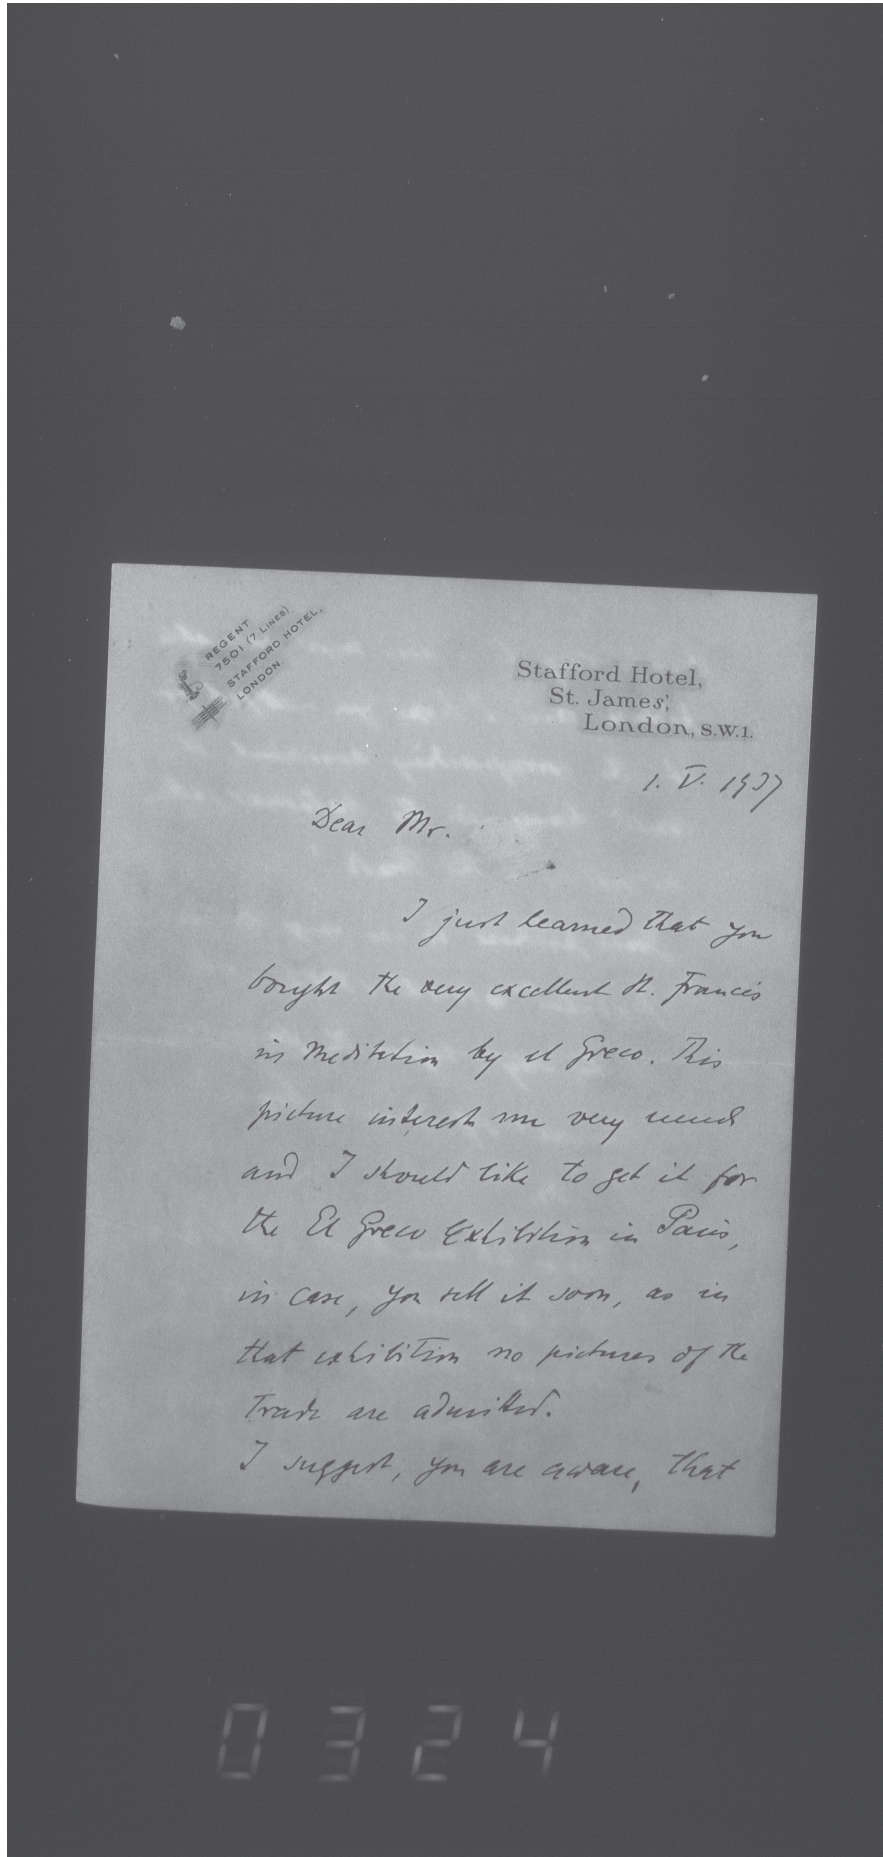 REGENT
7501 (7 LINES)
STAFFORD HOTEL,
LONDON.
Stafford Hotel,
St. James',
London, S.W.1.
1. V. 1937
Dear Mr.
I just learned that you
bought the very excellent St. Francis
in Meditation by el Greco. This
picture interests me very much
and I should like to get it for
the El Greco Exhibition in Paris,
in case, you sell it soon, as in
that exhibition no pictures of the
Trade are admitted.
I suggest, you are aware, that
0324